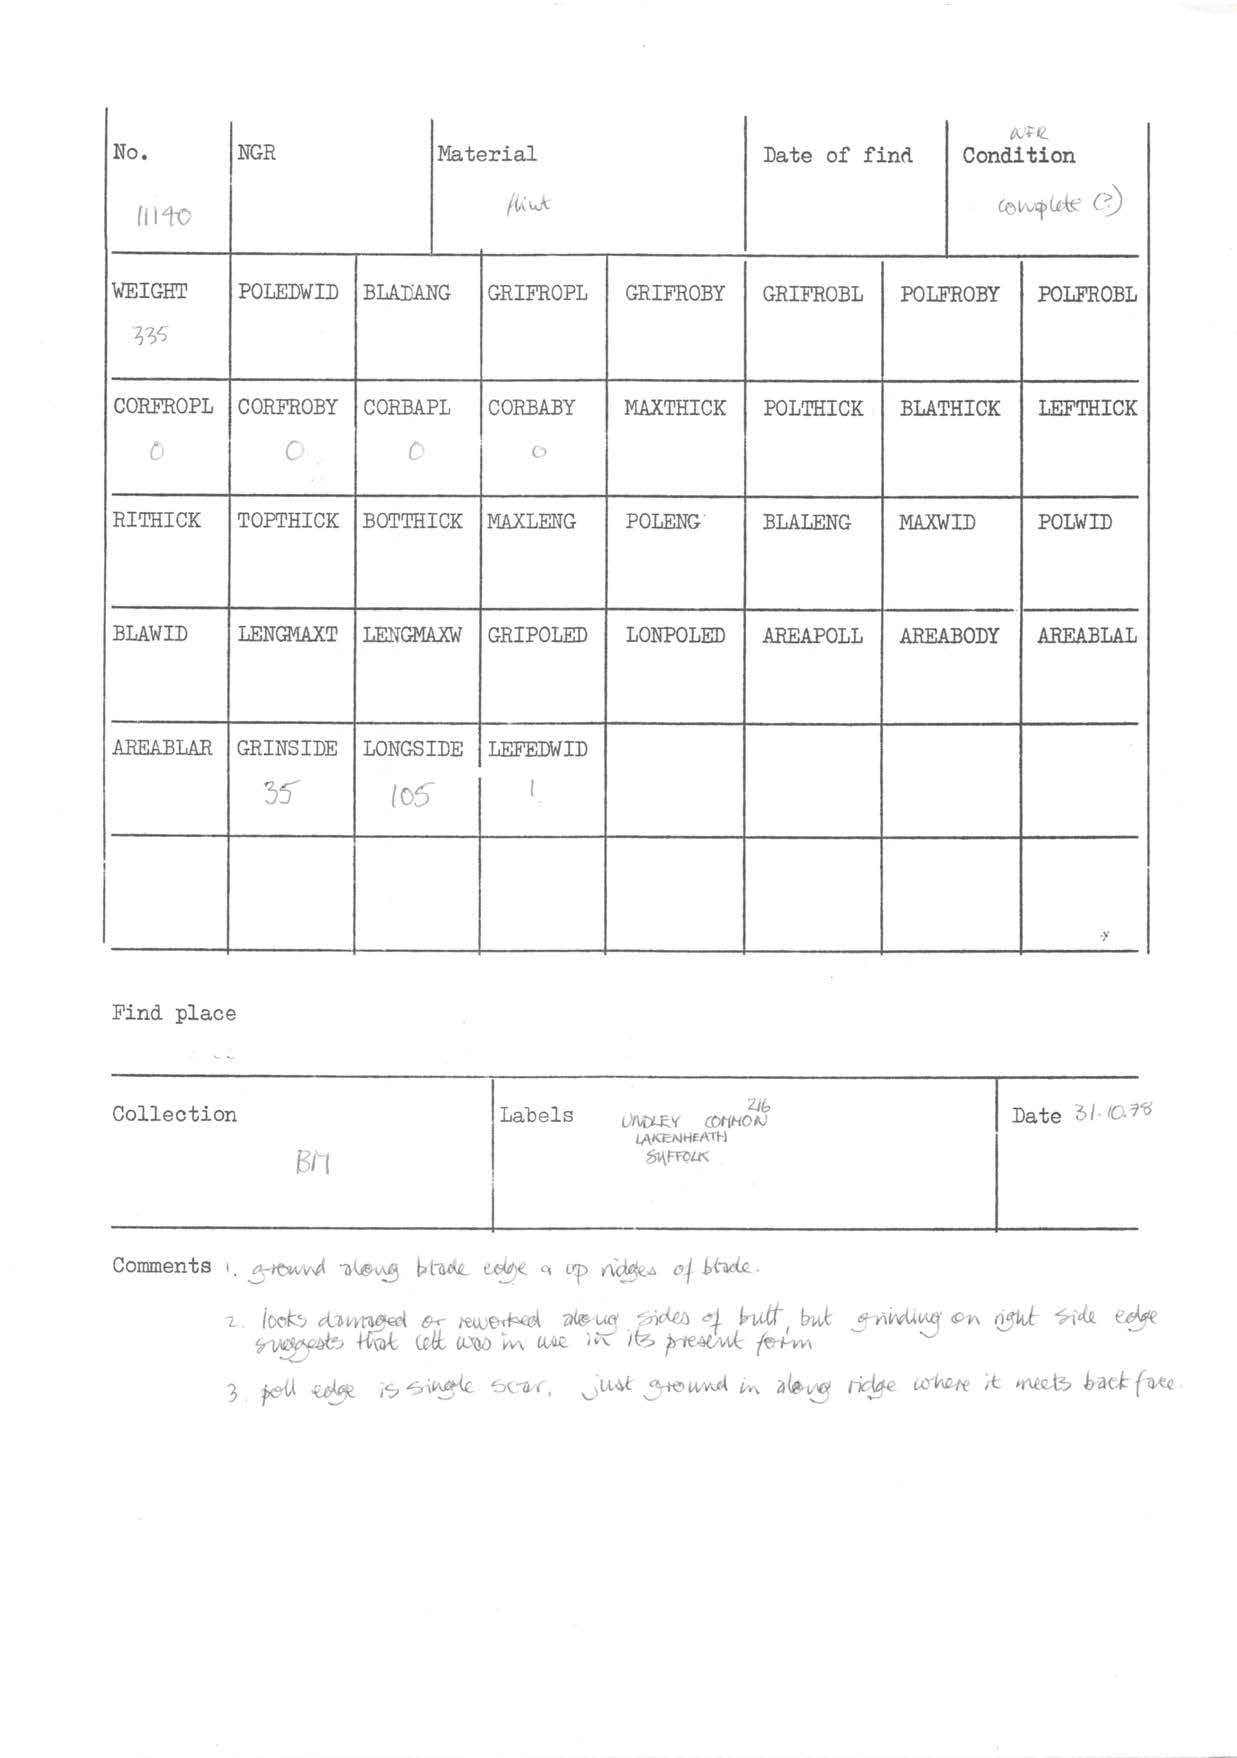 No. NGR Material Date of find Condition
11190 flint complete (?)
WEIGHT POLEDWID BLADANG GRIFROPL GRIFROBY GRIFROBL POLFROBY POLFROBL
335
CORFROPL CORFROBY CORBAPL CORBABY MAXTHICK POLTHICK BLATHICK LEFTHICK
0 0 0 0
RITHICK TOPTHICK BOTTHICK MAXLENG POLENG BLALENG MAXWID POLWID
BLAWID LENGMAXT LENGMAXW GRIPOLED LONPOLED AREAPOLL AREABODY AREABLAL
AREABLAR GRINSIDE LONGSIDE LEFEDWID
35 105 1
Find place
216
Collection Labels UNDLEY COMMON Date 31.10.78
LAKENHEATH
BM SUFFOLK
Comments 1. ground along blade edge & up ridges of blade.
2. looks damaged or reworked along sides of butt, but grinding on right side edge
suggests that celt was in use in its present form
3. poll edge is single scar, just ground in along ridge where it meets back face.